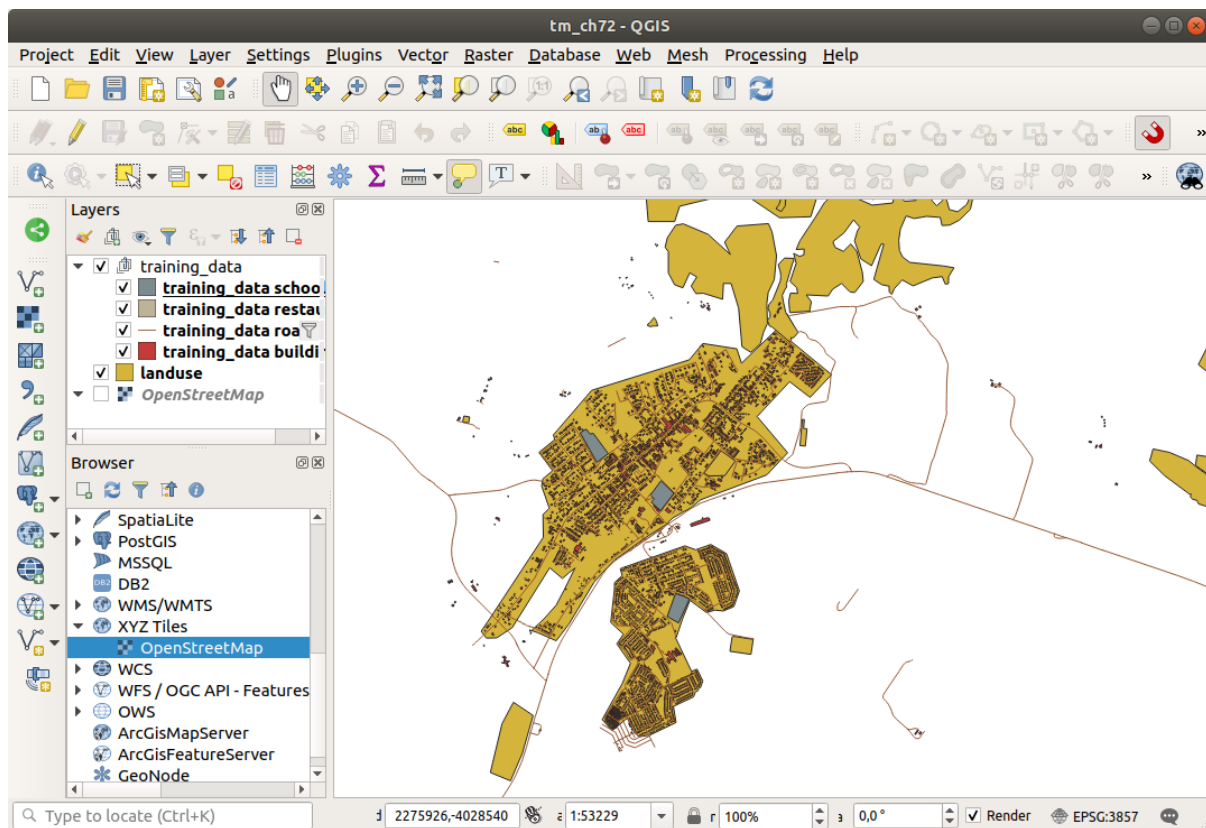 tm_ch72 - QGIS
Project Edit View Layer Settings Plugins Vector Raster Database Web Mesh Processing Help
Layers
training_data
training_data schoo
training_data restau
training_data roa
training_data buildi
landuse
OpenStreetMap
Browser
SpatiaLite
PostGIS
MSSQL
DB2
WMS/WMTS
XYZ Tiles
OpenStreetMap
WCS
WFS / OGC API - Features
OWS
ArcGisMapServer
ArcGisFeatureServer
GeoNode
Type to locate (Ctrl+K) 2275926,-4028540 1:53229 100% 0,0° Render EPSG:3857